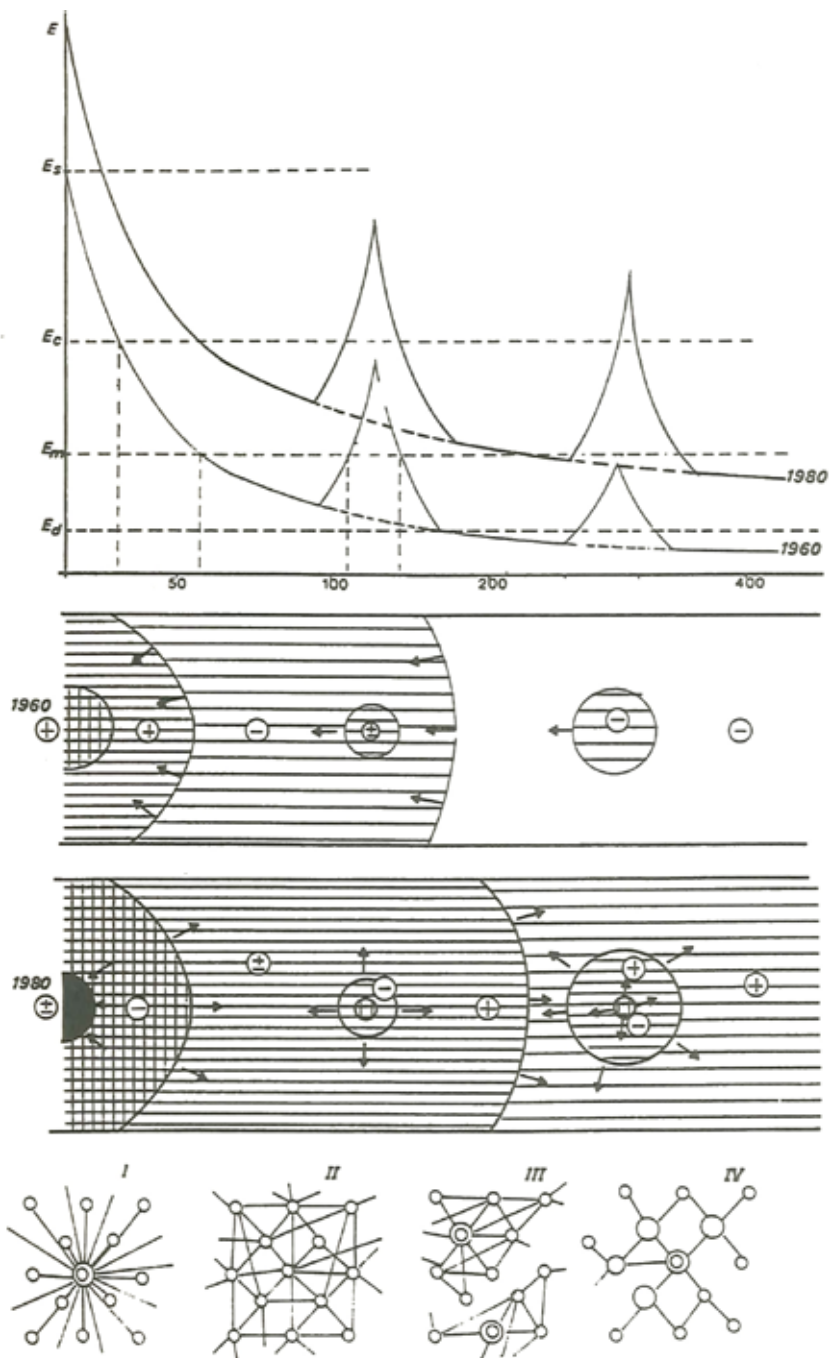 E
Es
Ec
Em
Ed
1980
1960
50 100 200 400
1960
+ + − ± − −
1980
± − ± − + + − +
I II III IV